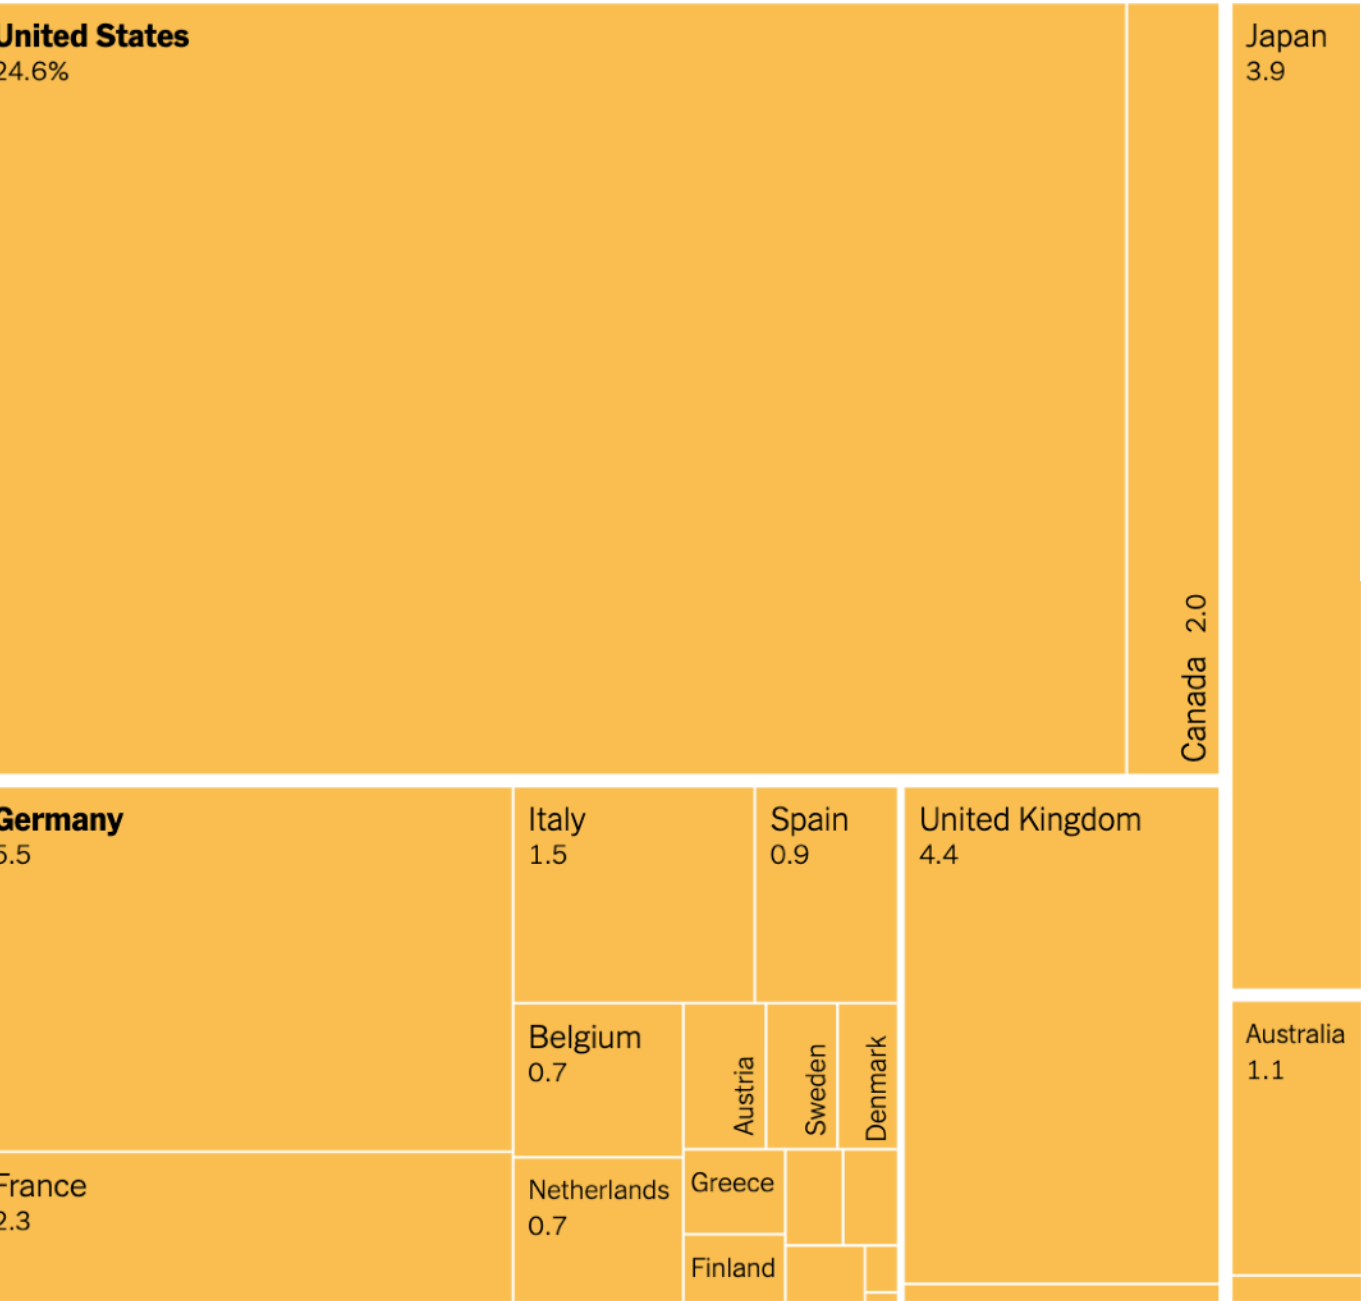 United States
24.6%
Canada 2.0
Japan
3.9
Germany
5.5
France
2.3
Italy
1.5
Spain
0.9
Belgium
0.7
Netherlands
0.7
Austria
Sweden
Denmark
Greece
Finland
United Kingdom
4.4
Australia
1.1